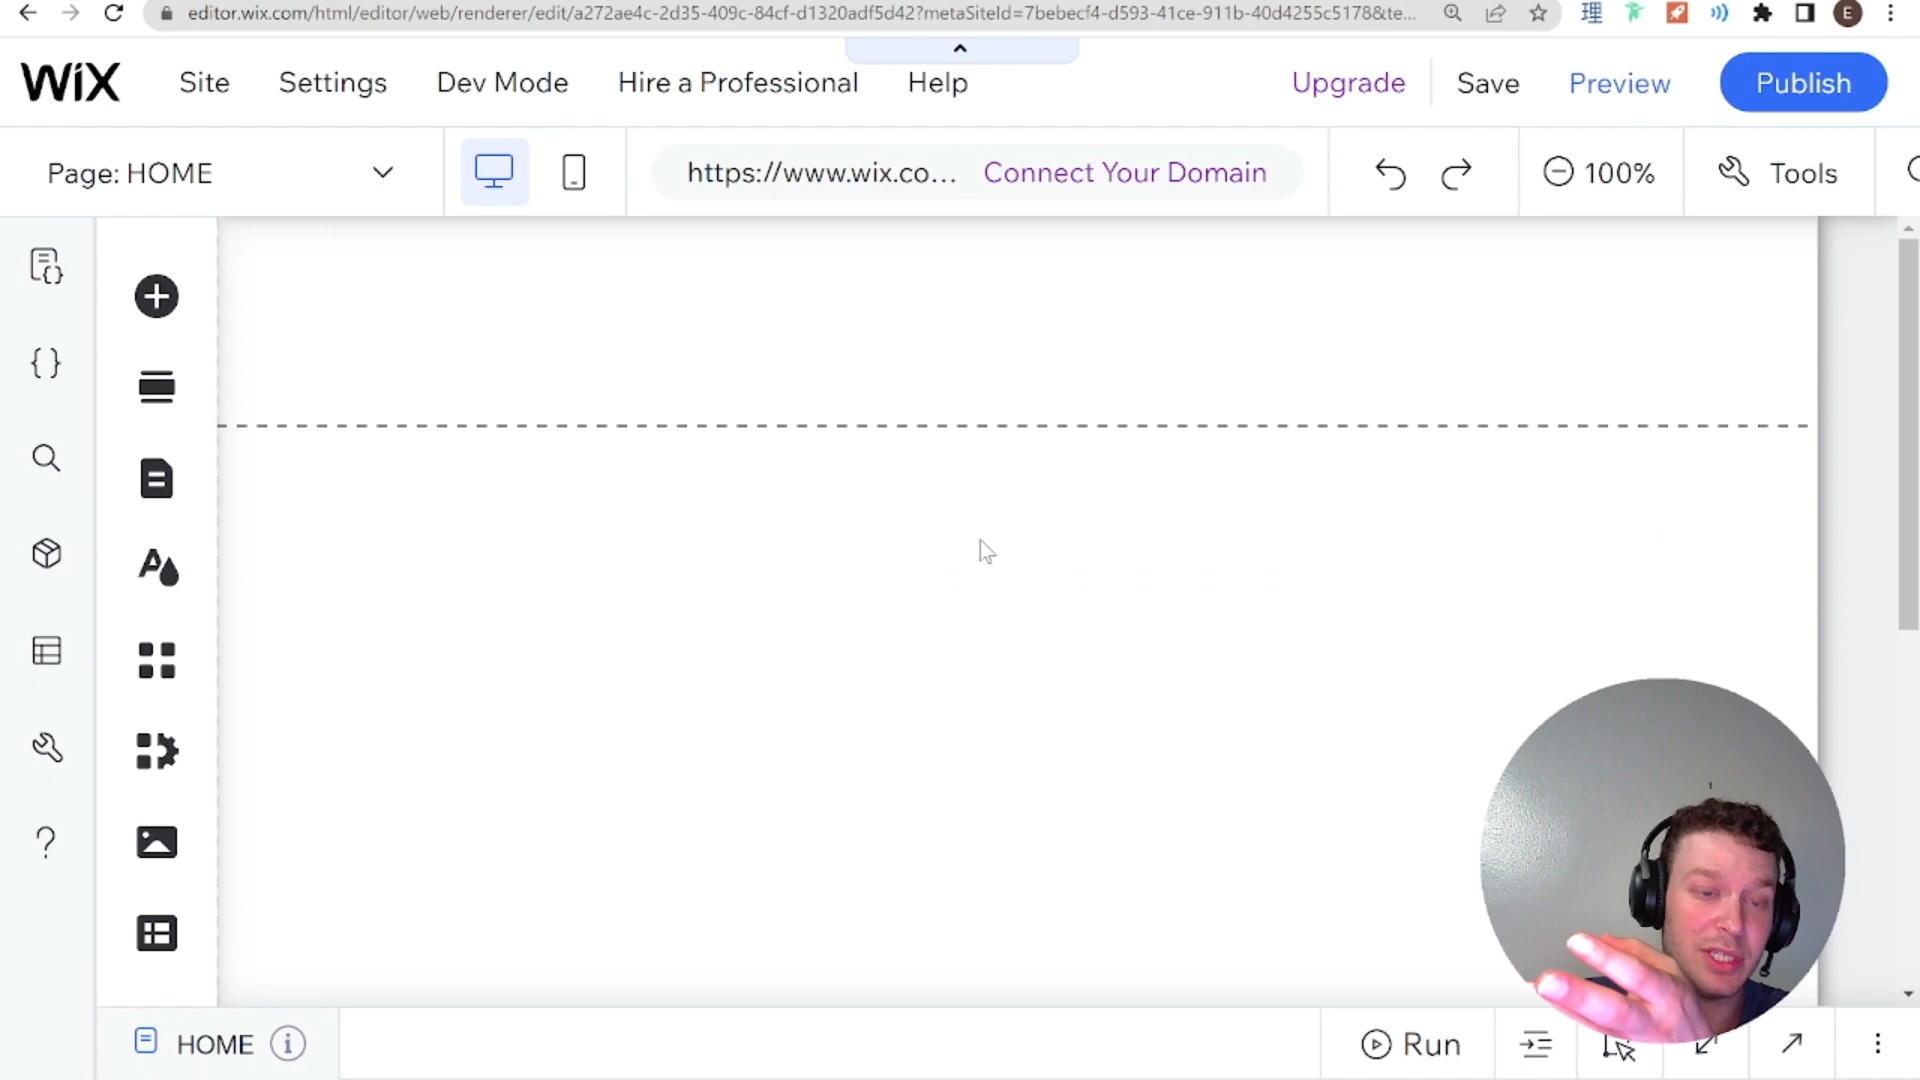 editor.wix.com/html/editor/web/renderer/edit/a272ae4c-2d35-409c-84cf-d1320adf5d42?metaSiteId=7bebecf4-d593-41ce-911b-40d4255c5178&te...
理
E
WiX
Site
Settings
Dev Mode
Hire a Professional
Help
Upgrade
Save
Preview
Publish
Page: HOME
https://www.wix.co...
Connect Your Domain
100%
Tools
HOME
Run